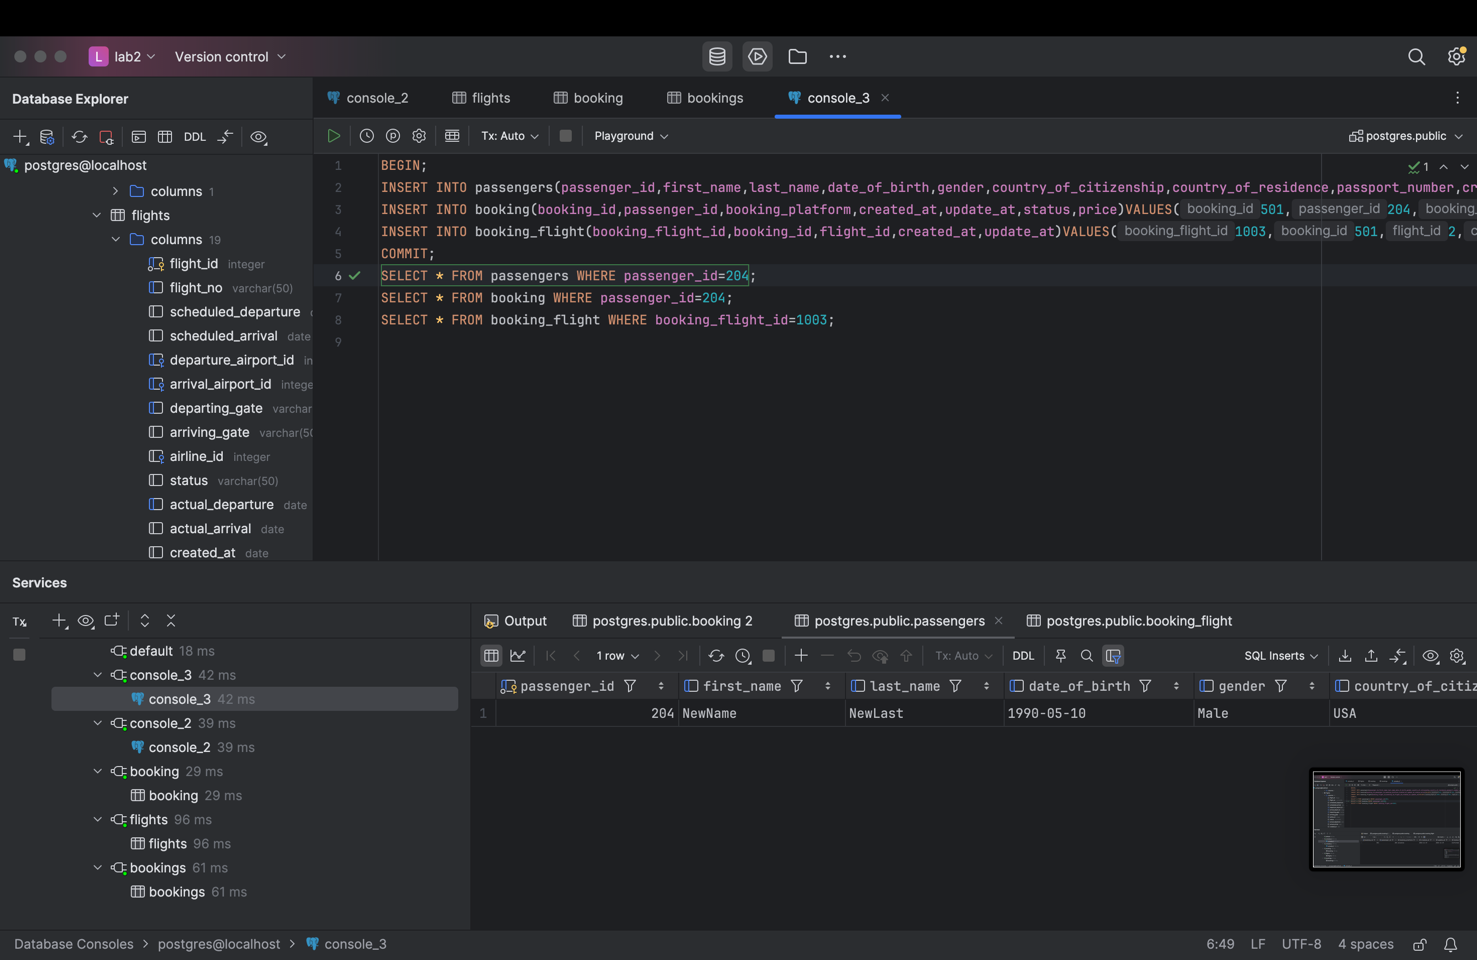 L lab2 Version control
Database Explorer
console_2 flights booking bookings console_3
DDL
Tx: Auto Playground postgres.public
postgres@localhost
columns 1
flights
columns 19
flight_id integer
flight_no varchar(50)
scheduled_departure
scheduled_arrival date
departure_airport_id in
arrival_airport_id intege
departing_gate varchar
arriving_gate varchar(50
airline_id integer
status varchar(50)
actual_departure date
actual_arrival date
created_at date
1 BEGIN;
2 INSERT INTO passengers(passenger_id,first_name,last_name,date_of_birth,gender,country_of_citizenship,country_of_residence,passport_number,cr
3 INSERT INTO booking(booking_id,passenger_id,booking_platform,created_at,update_at,status,price)VALUES( booking_id 501, passenger_id 204, booking_
4 INSERT INTO booking_flight(booking_flight_id,booking_id,flight_id,created_at,update_at)VALUES( booking_flight_id 1003, booking_id 501, flight_id 2, c
5 COMMIT;
6 SELECT * FROM passengers WHERE passenger_id=204;
7 SELECT * FROM booking WHERE passenger_id=204;
8 SELECT * FROM booking_flight WHERE booking_flight_id=1003;
9
1
Services
Tx
default 18 ms
console_3 42 ms
console_3 42 ms
console_2 39 ms
console_2 39 ms
booking 29 ms
booking 29 ms
flights 96 ms
flights 96 ms
bookings 61 ms
bookings 61 ms
Output postgres.public.booking 2 postgres.public.passengers postgres.public.booking_flight
1 row Tx: Auto DDL SQL Inserts
passenger_id first_name last_name date_of_birth gender country_of_citiz
1 204 NewName NewLast 1990-05-10 Male USA
Database Consoles postgres@localhost console_3
6:49 LF UTF-8 4 spaces